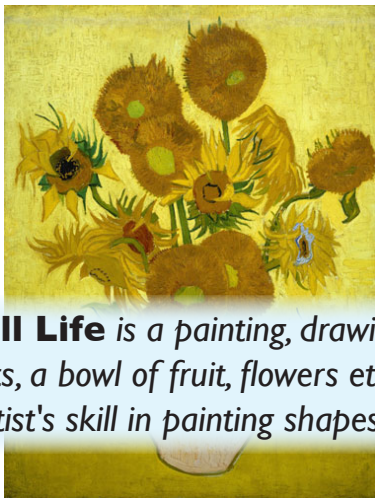 ll Life is a painting, drawi
s, a bowl of fruit, flowers et
tist's skill in painting shapes